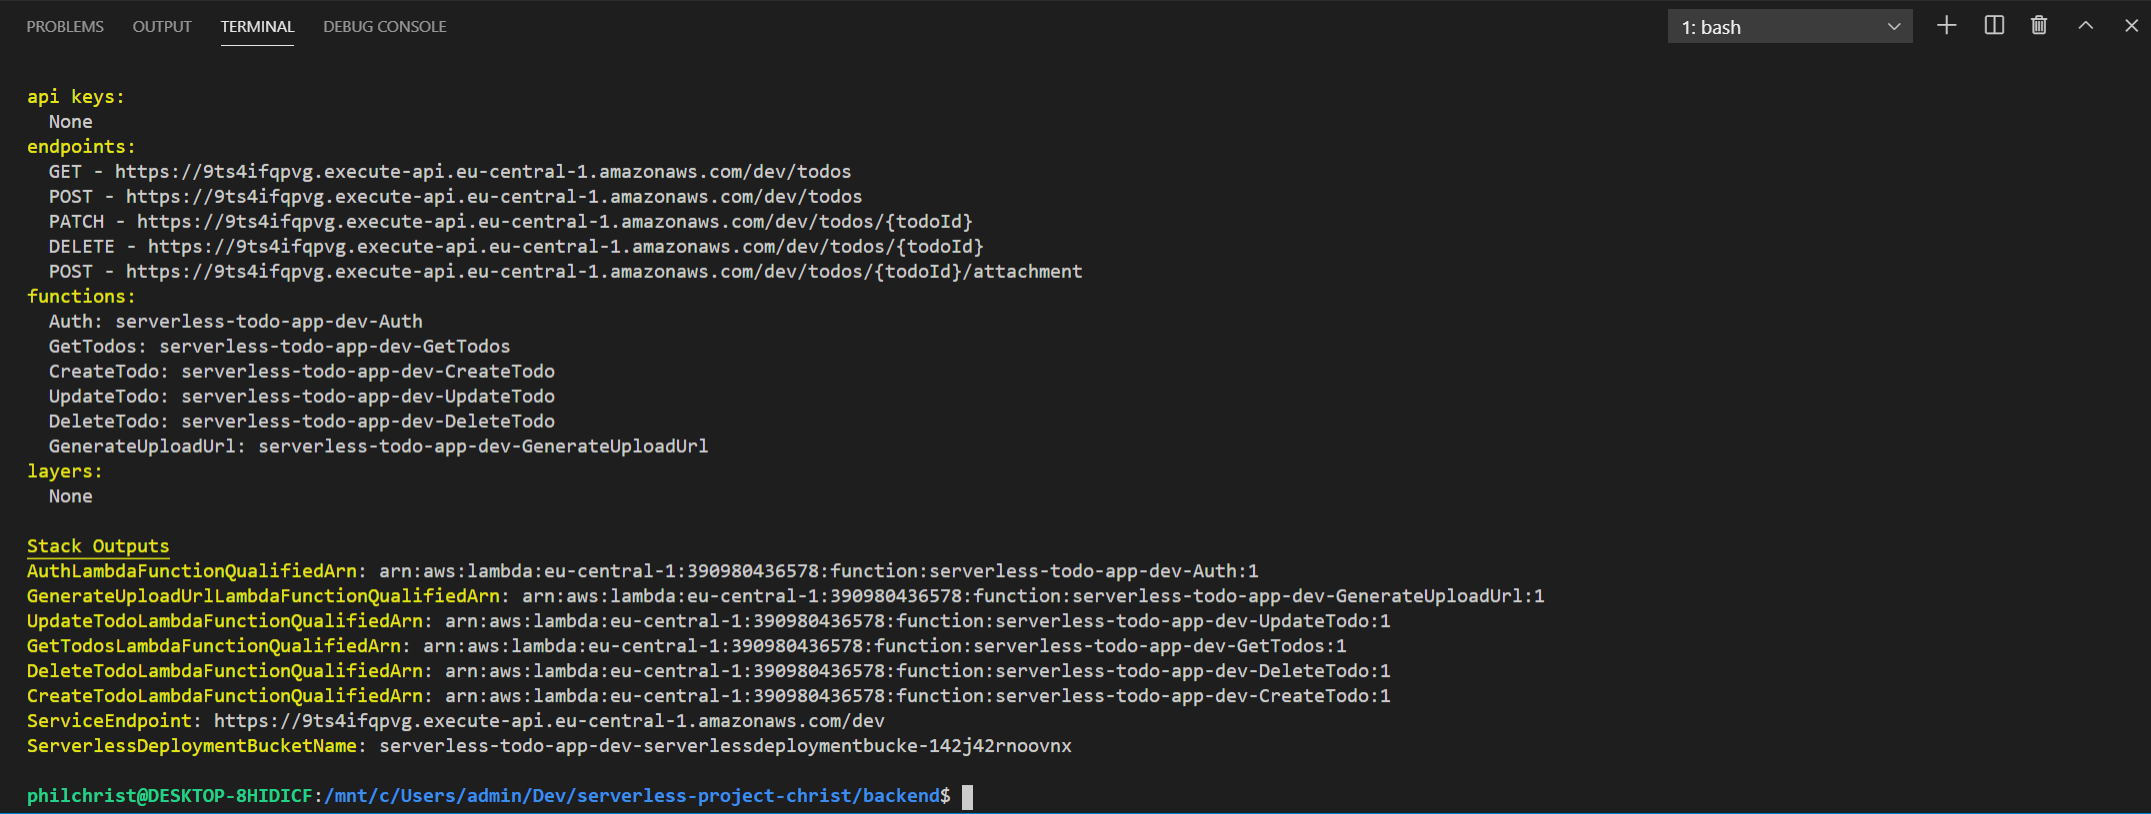 PROBLEMS OUTPUT TERMINAL DEBUG CONSOLE 1: bash
api keys:
  None
endpoints:
  GET - https://9ts4ifqpvg.execute-api.eu-central-1.amazonaws.com/dev/todos
  POST - https://9ts4ifqpvg.execute-api.eu-central-1.amazonaws.com/dev/todos
  PATCH - https://9ts4ifqpvg.execute-api.eu-central-1.amazonaws.com/dev/todos/{todoId}
  DELETE - https://9ts4ifqpvg.execute-api.eu-central-1.amazonaws.com/dev/todos/{todoId}
  POST - https://9ts4ifqpvg.execute-api.eu-central-1.amazonaws.com/dev/todos/{todoId}/attachment
functions:
  Auth: serverless-todo-app-dev-Auth
  GetTodos: serverless-todo-app-dev-GetTodos
  CreateTodo: serverless-todo-app-dev-CreateTodo
  UpdateTodo: serverless-todo-app-dev-UpdateTodo
  DeleteTodo: serverless-todo-app-dev-DeleteTodo
  GenerateUploadUrl: serverless-todo-app-dev-GenerateUploadUrl
layers:
  None
Stack Outputs
AuthLambdaFunctionQualifiedArn: arn:aws:lambda:eu-central-1:390980436578:function:serverless-todo-app-dev-Auth:1
GenerateUploadUrlLambdaFunctionQualifiedArn: arn:aws:lambda:eu-central-1:390980436578:function:serverless-todo-app-dev-GenerateUploadUrl:1
UpdateTodoLambdaFunctionQualifiedArn: arn:aws:lambda:eu-central-1:390980436578:function:serverless-todo-app-dev-UpdateTodo:1
GetTodosLambdaFunctionQualifiedArn: arn:aws:lambda:eu-central-1:390980436578:function:serverless-todo-app-dev-GetTodos:1
DeleteTodoLambdaFunctionQualifiedArn: arn:aws:lambda:eu-central-1:390980436578:function:serverless-todo-app-dev-DeleteTodo:1
CreateTodoLambdaFunctionQualifiedArn: arn:aws:lambda:eu-central-1:390980436578:function:serverless-todo-app-dev-CreateTodo:1
ServiceEndpoint: https://9ts4ifqpvg.execute-api.eu-central-1.amazonaws.com/dev
ServerlessDeploymentBucketName: serverless-todo-app-dev-serverlessdeploymentbucke-142j42rnoovnx
philchrist@DESKTOP-8HIDICF:/mnt/c/Users/admin/Dev/serverless-project-christ/backend$